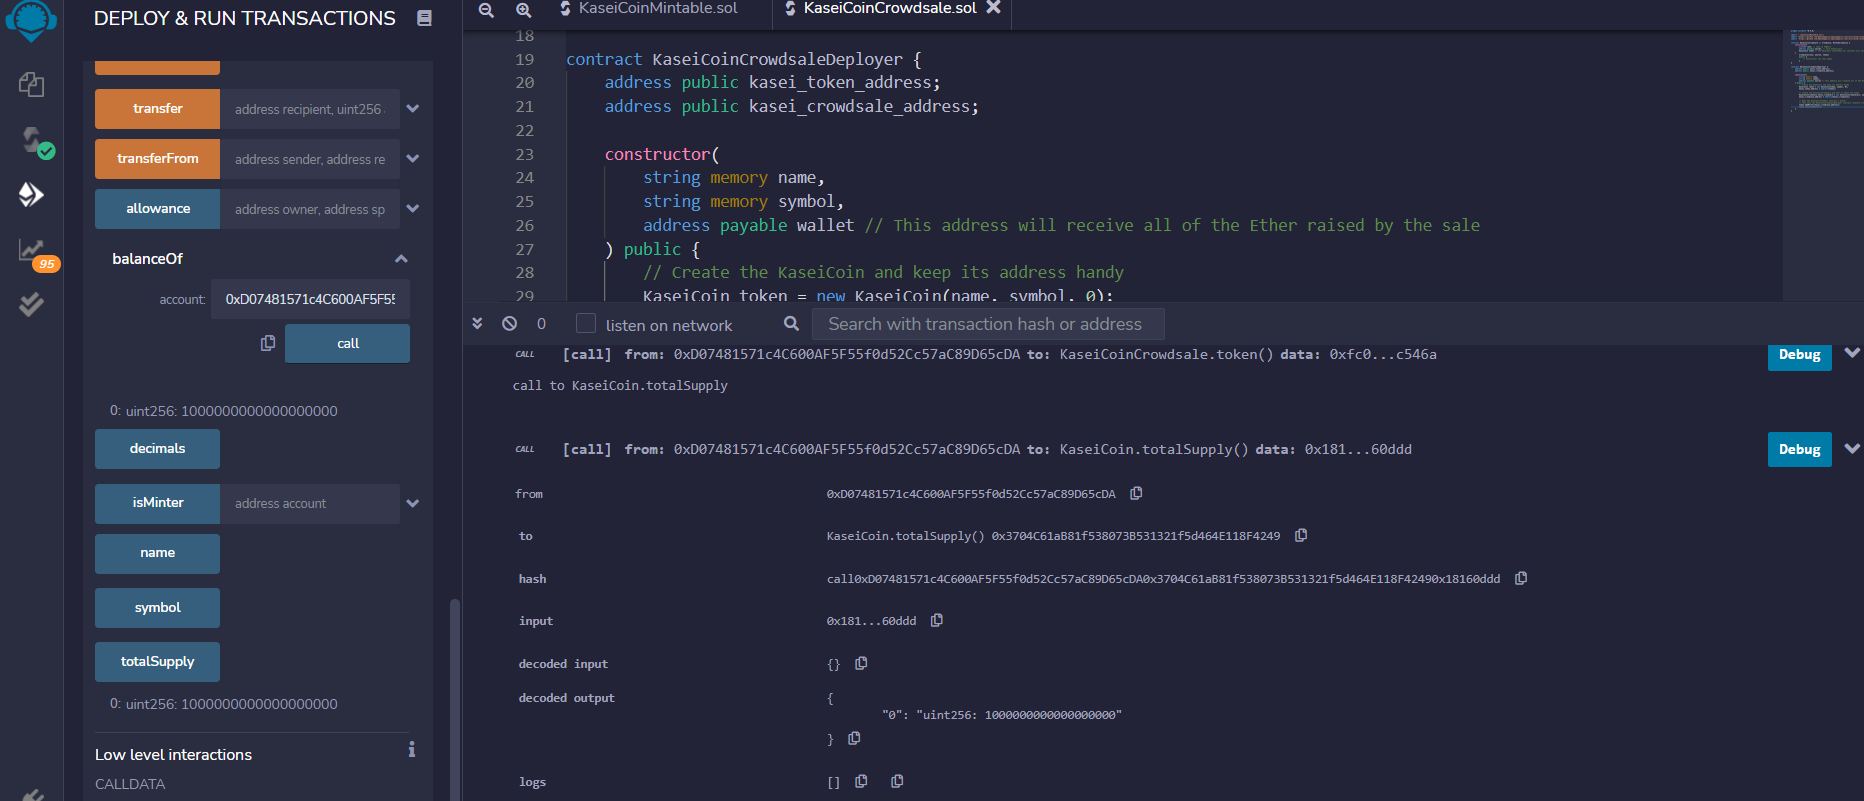 DEPLOY & RUN TRANSACTIONS
transfer
address recipient, uint256
transferFrom
address sender, address re
allowance
address owner, address sp
95
balanceOf
account:
0xD07481571c4C600AF5F55
call
0: uint256: 1000000000000000000
decimals
isMinter
address account
name
symbol
totalSupply
0: uint256: 1000000000000000000
Low level interactions
CALLDATA
KaseiCoinMintable.sol
KaseiCoinCrowdsale.sol
18
19 contract KaseiCoinCrowdsaleDeployer {
20 address public kasei_token_address;
21 address public kasei_crowdsale_address;
22
23 constructor(
24 string memory name,
25 string memory symbol,
26 address payable wallet // This address will receive all of the Ether raised by the sale
27 ) public {
28 // Create the KaseiCoin and keep its address handy
29 KaseiCoin token = new KaseiCoin(name, symbol, 0);
0
listen on network
Search with transaction hash or address
CALL [call] from: 0xD07481571c4C600AF5F55f0d52Cc57aC89D65cDA to: KaseiCoinCrowdsale.token() data: 0xfc0...c546a
Debug
call to KaseiCoin.totalSupply
CALL [call] from: 0xD07481571c4C600AF5F55f0d52Cc57aC89D65cDA to: KaseiCoin.totalSupply() data: 0x181...60ddd
Debug
from 0xD07481571c4C600AF5F55f0d52Cc57aC89D65cDA
to KaseiCoin.totalSupply() 0x3704C61aB81f538073B531321f5d464E118F4249
hash call0xD07481571c4C600AF5F55f0d52Cc57aC89D65cDA0x3704C61aB81f538073B531321f5d464E118F42490x18160ddd
input 0x181...60ddd
decoded input {}
decoded output {
"0": "uint256: 1000000000000000000"
}
logs []